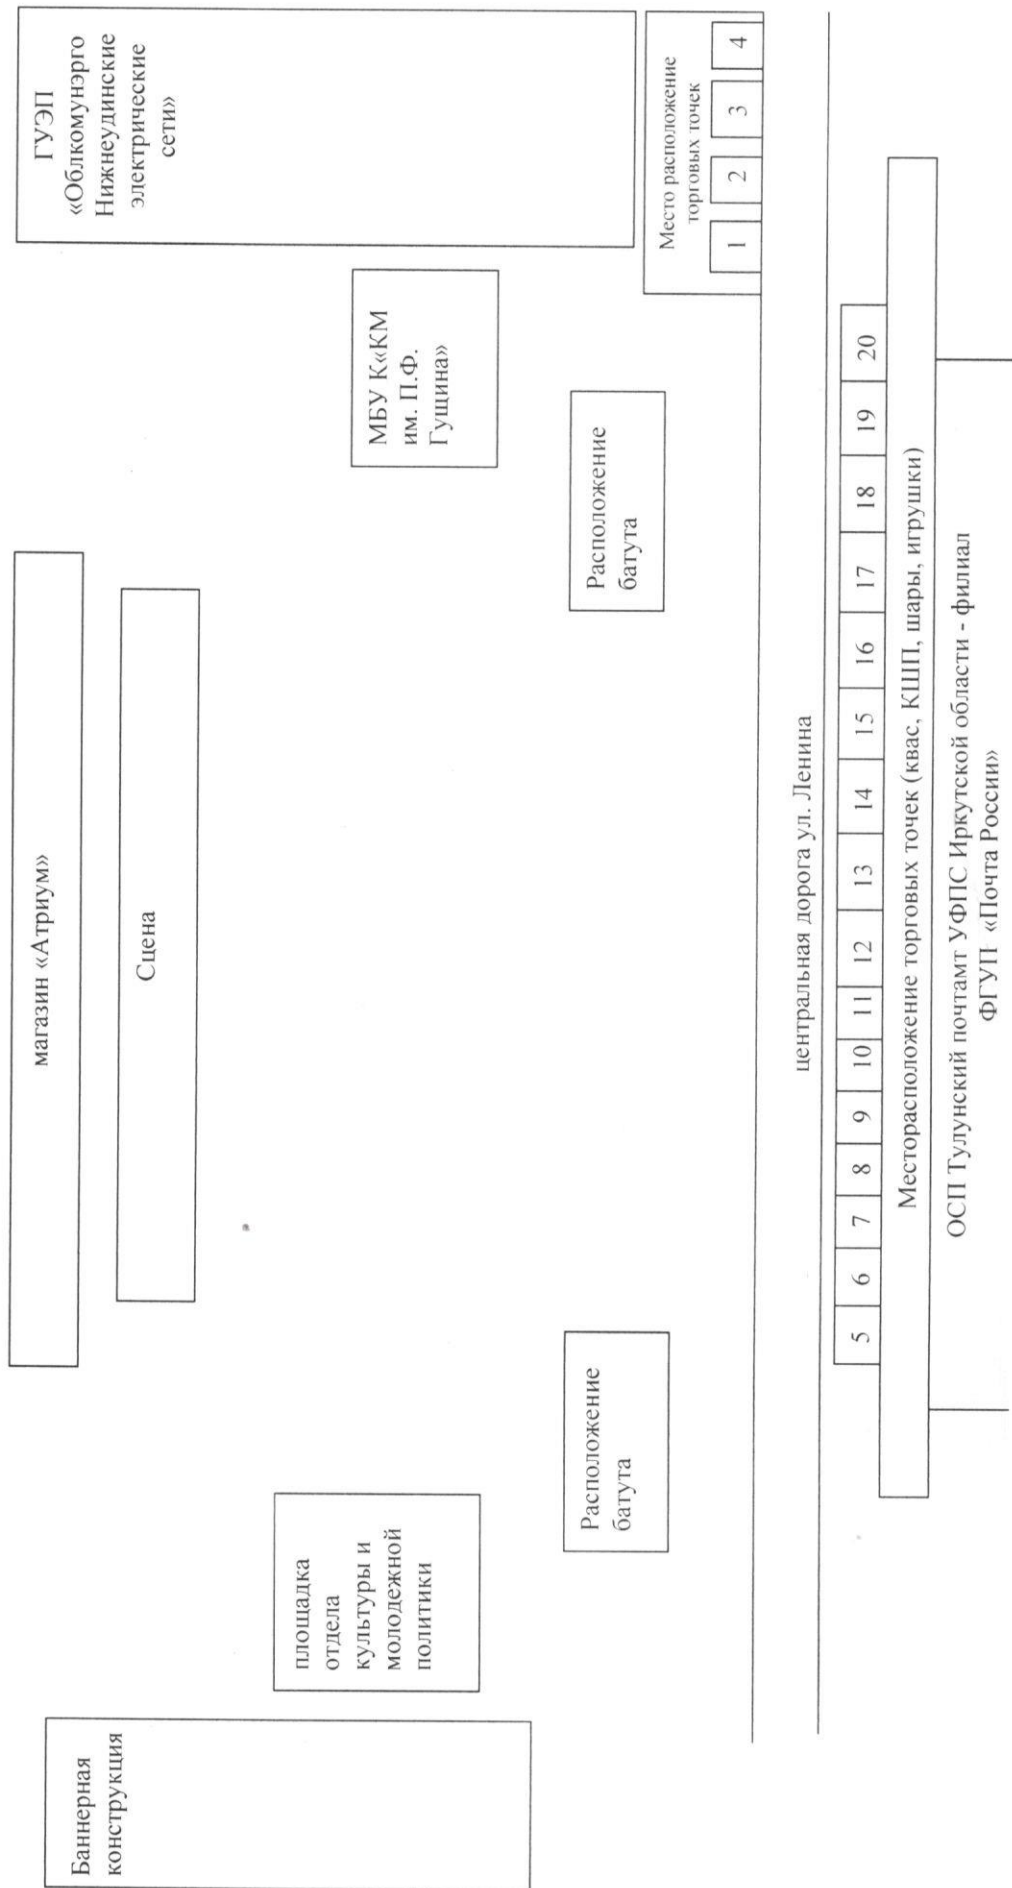 магазин «Атриум»
Сцена
Баннерная
конструкция
площадка
отдела
культуры и
молодежной
политики
Расположение
батута
Расположение
батута
МБУ К«КМ
им. П.Ф.
Гущина»
ГУЭП
«Облкомунэрго
Нижнеудинские
электрические
сети»
Место расположение
торговых точек
1 2 3 4
центральная дорога ул. Ленина
5 6 7 8 9 10 11 12 13 14 15 16 17 18 19 20
Месторасположение торговых точек (квас, КШП, шары, игрушки)
ОСП Тулунский почтамт УФПС Иркутской области - филиал
ФГУП «Почта России»